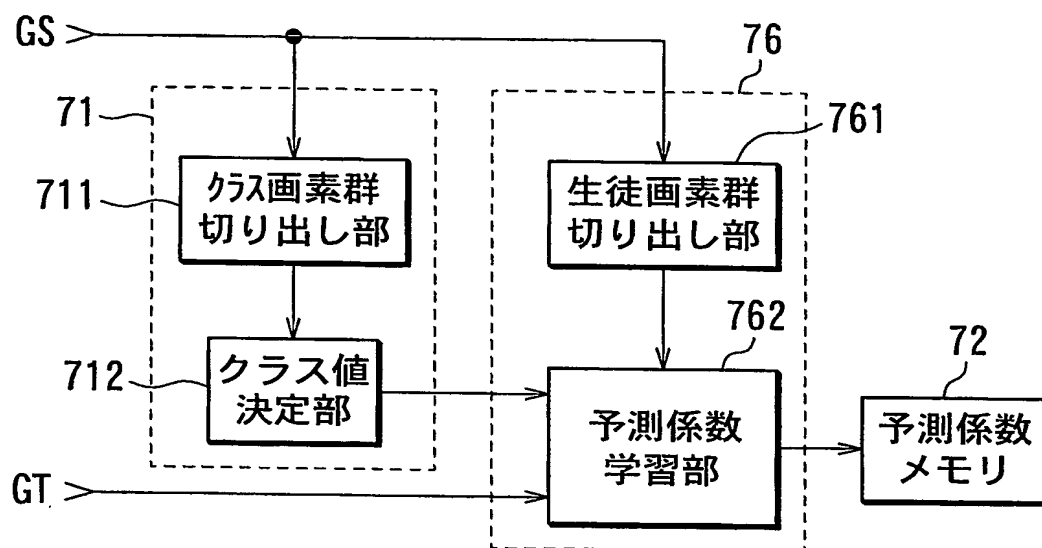 GS
76
71
761
711
クラス画素群
切り出し部
生徒画素群
切り出し部
762
712
クラス値
決定部
72
予測係数
学習部
予測係数
メモリ
GT